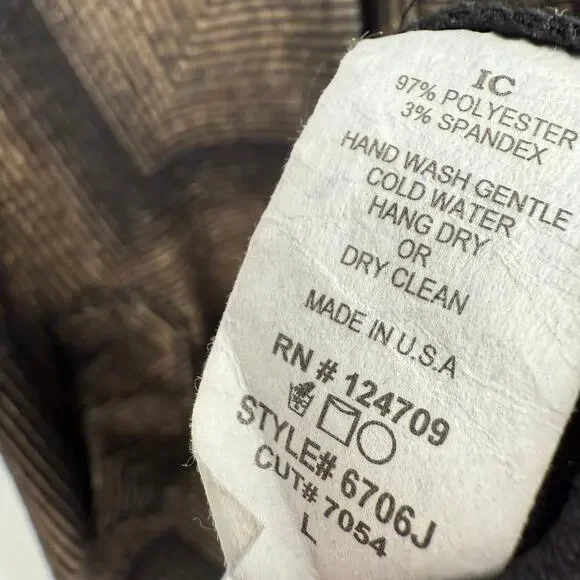 IC
97% POLYESTER
3% SPANDEX
HAND WASH GENTLE
COLD WATER
HANG DRY
OR
DRY CLEAN
MADE IN U.S.A
RN # 124709
STYLE# 6706J
CUT# 7054
L